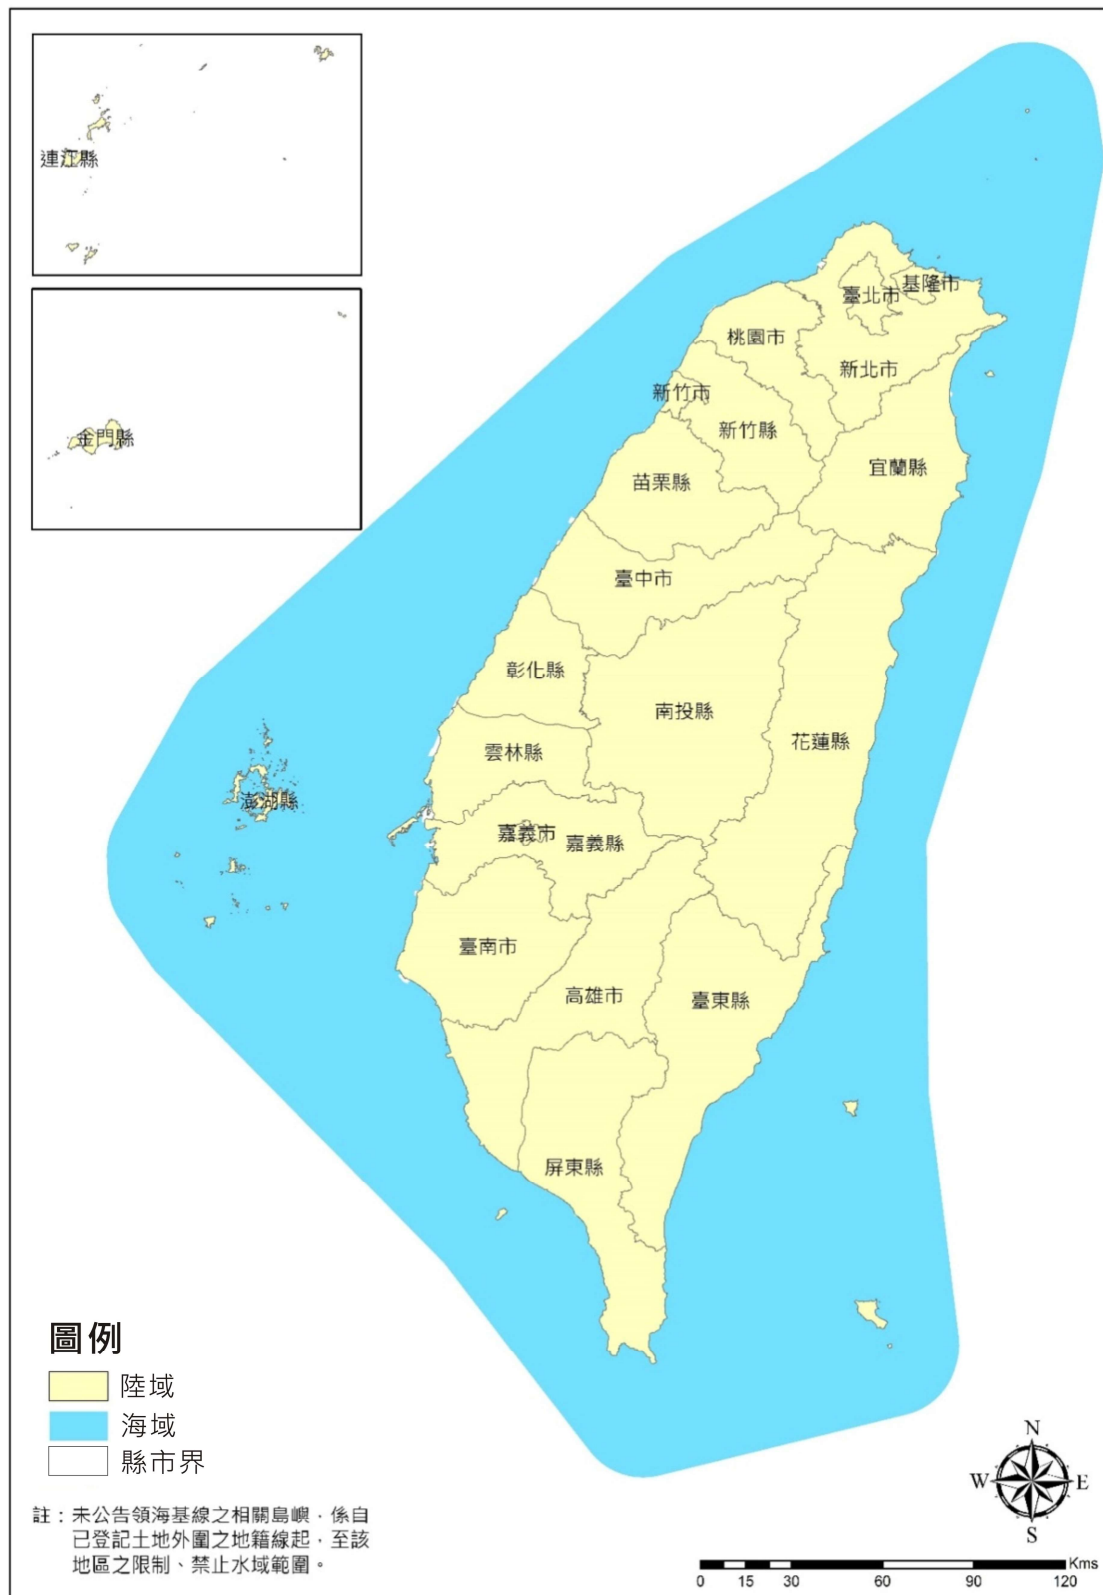 連江縣
金門縣
臺北市
基隆市
桃園市
新北市
新竹市
新竹縣
宜蘭縣
苗栗縣
臺中市
彰化縣
南投縣
花蓮縣
雲林縣
澎湖縣
嘉義市
嘉義縣
臺南市
高雄市
臺東縣
屏東縣
圖例
陸域
海域
縣市界
註：未公告領海基線之相關島嶼，係自
已登記土地外圍之地籍線起，至該
地區之限制、禁止水域範圍。
N
W E
S
Kms
0 15 30 60 90 120